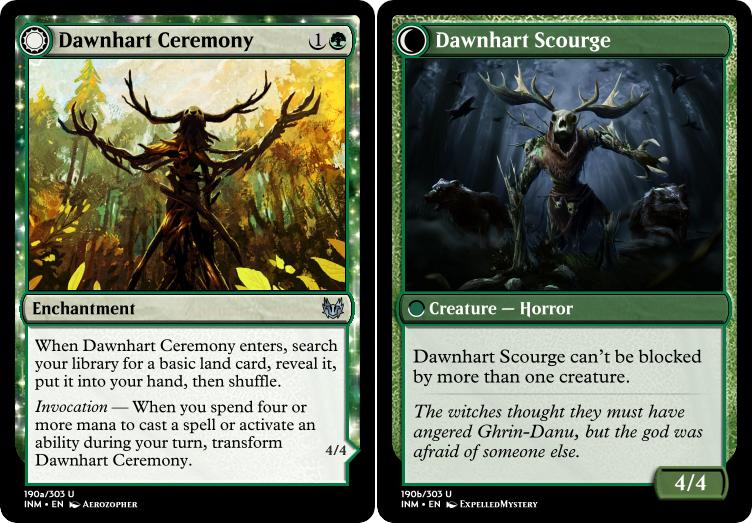 Dawnhart Ceremony 1
Enchantment
When Dawnhart Ceremony enters, search
your library for a basic land card, reveal it,
put it into your hand, then shuffle.
Invocation — When you spend four or
more mana to cast a spell or activate an
ability during your turn, transform
Dawnhart Ceremony.
4/4
190a/303 U
INM • EN Aerozopher
Dawnhart Scourge
Creature — Horror
Dawnhart Scourge can't be blocked
by more than one creature.
The witches thought they must have
angered Ghrin-Danu, but the god was
afraid of someone else.
4/4
190b/303 U
INM • EN ExpelledMystery